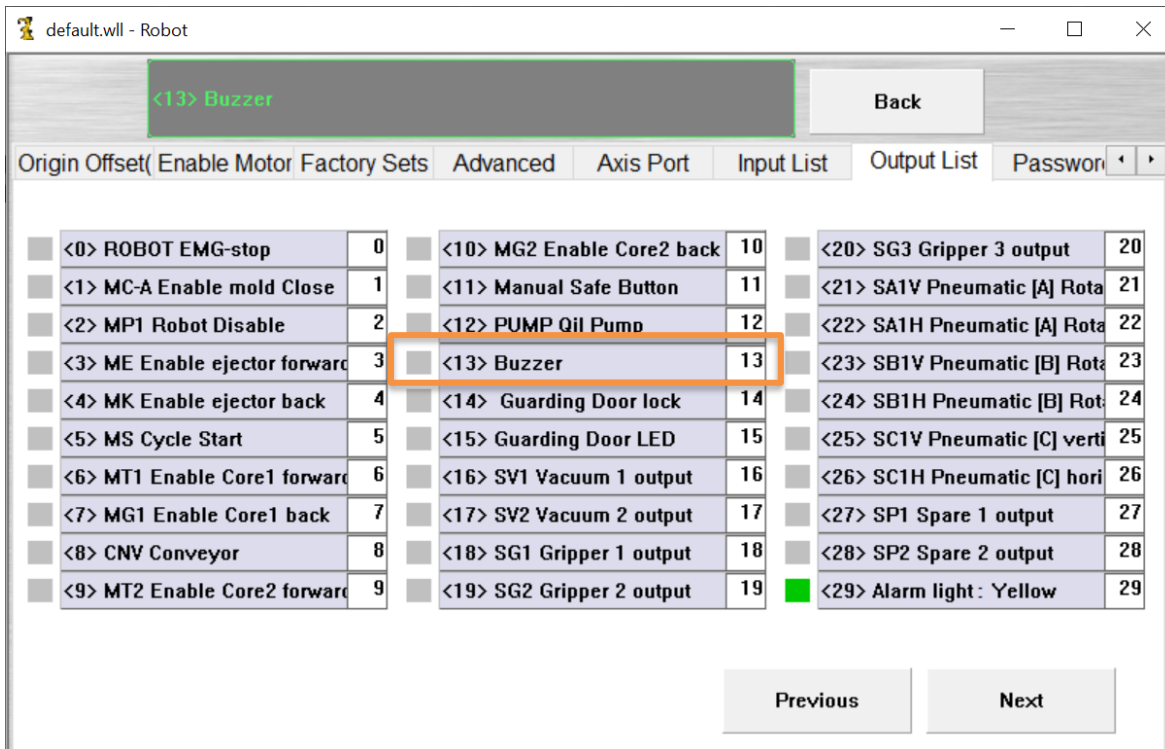 default.wll - Robot
<13> Buzzer
Back
Origin Offset( Enable Motor Factory Sets Advanced Axis Port Input List Output List Password
<0> ROBOT EMG-stop 0
<1> MC-A Enable mold Close 1
<2> MP1 Robot Disable 2
<3> ME Enable ejector forward 3
<4> MK Enable ejector back 4
<5> MS Cycle Start 5
<6> MT1 Enable Core1 forward 6
<7> MG1 Enable Core1 back 7
<8> CNV Conveyor 8
<9> MT2 Enable Core2 forward 9
<10> MG2 Enable Core2 back 10
<11> Manual Safe Button 11
<12> PUMP Qil Pump 12
<13> Buzzer 13
<14> Guarding Door lock 14
<15> Guarding Door LED 15
<16> SV1 Vacuum 1 output 16
<17> SV2 Vacuum 2 output 17
<18> SG1 Gripper 1 output 18
<19> SG2 Gripper 2 output 19
<20> SG3 Gripper 3 output 20
<21> SA1V Pneumatic [A] Rota 21
<22> SA1H Pneumatic [A] Rota 22
<23> SB1V Pneumatic [B] Rota 23
<24> SB1H Pneumatic [B] Rot 24
<25> SC1V Pneumatic [C] verti 25
<26> SC1H Pneumatic [C] hori 26
<27> SP1 Spare 1 output 27
<28> SP2 Spare 2 output 28
<29> Alarm light : Yellow 29
Previous
Next